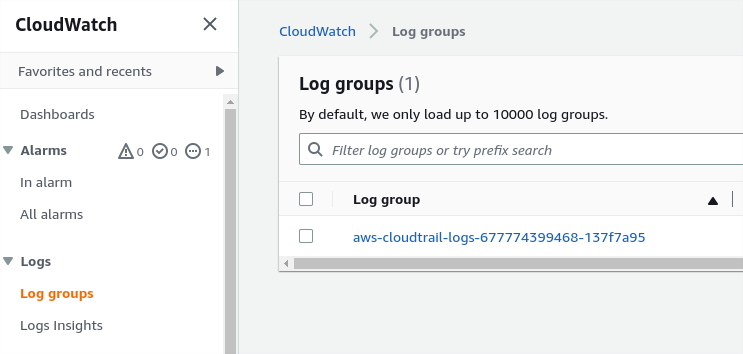 CloudWatch
Favorites and recents
Dashboards
Alarms 0 0 1
In alarm
All alarms
Logs
Log groups
Logs Insights
CloudWatch Log groups
Log groups (1)
By default, we only load up to 10000 log groups.
Filter log groups or try prefix search
Log group
aws-cloudtrail-logs-677774399468-137f7a95